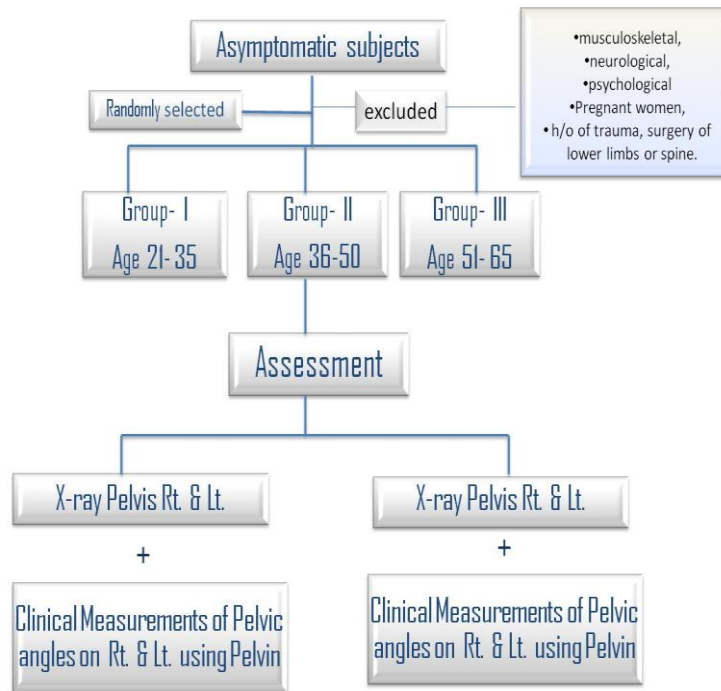 Asymptomatic subjects
•musculoskeletal,
•neurological,
•psychological
•Pregnant women,
•h/o of trauma, surgery of
lower limbs or spine.
Randomly selected
excluded
Group- I
Age 21- 35
Group- II
Age 36-50
Group- III
Age 51- 65
Assessment
X-ray Pelvis Rt. & Lt.
+
Clinical Measurements of Pelvic
angles on Rt. & Lt. using Pelvin
X-ray Pelvis Rt. & Lt.
+
Clinical Measurements of Pelvic
angles on Rt. & Lt. using Pelvin